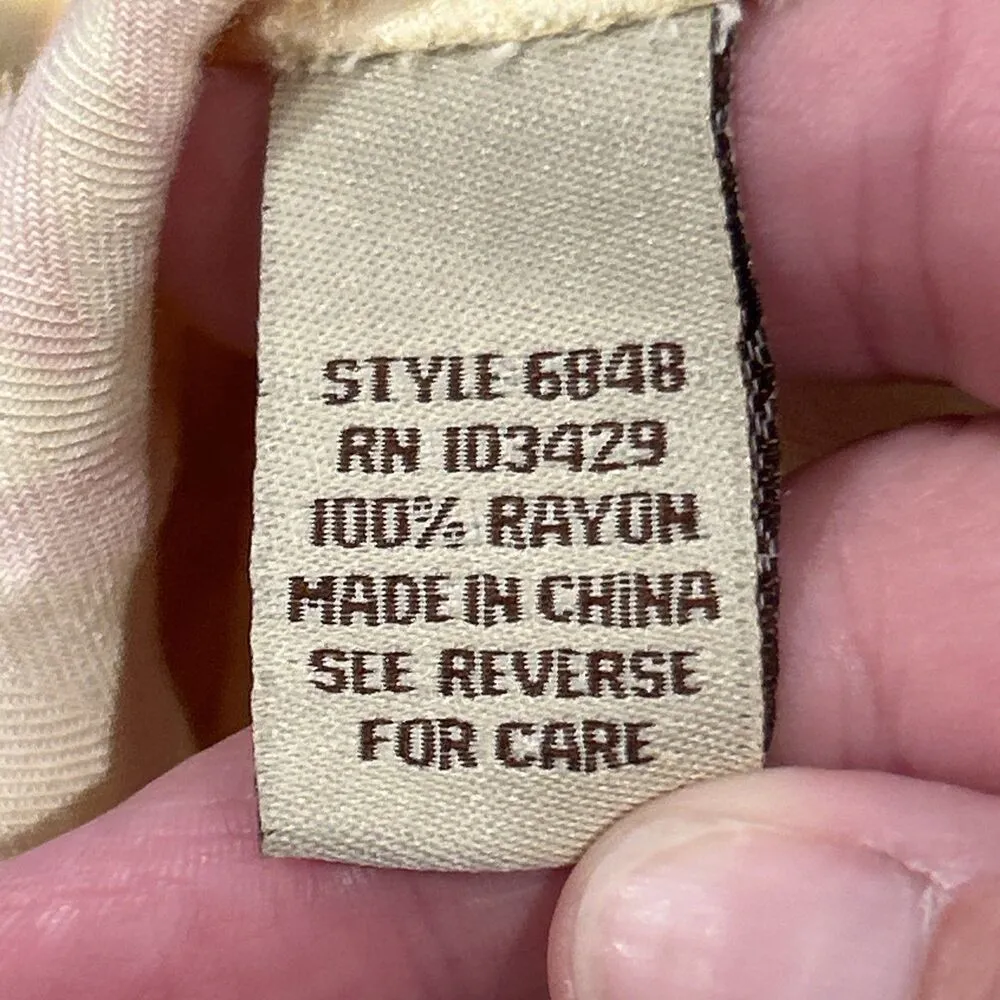 STYLE 6848
RN 103429
100% RAYON
MADE IN CHINA
SEE REVERSE
FOR CARE